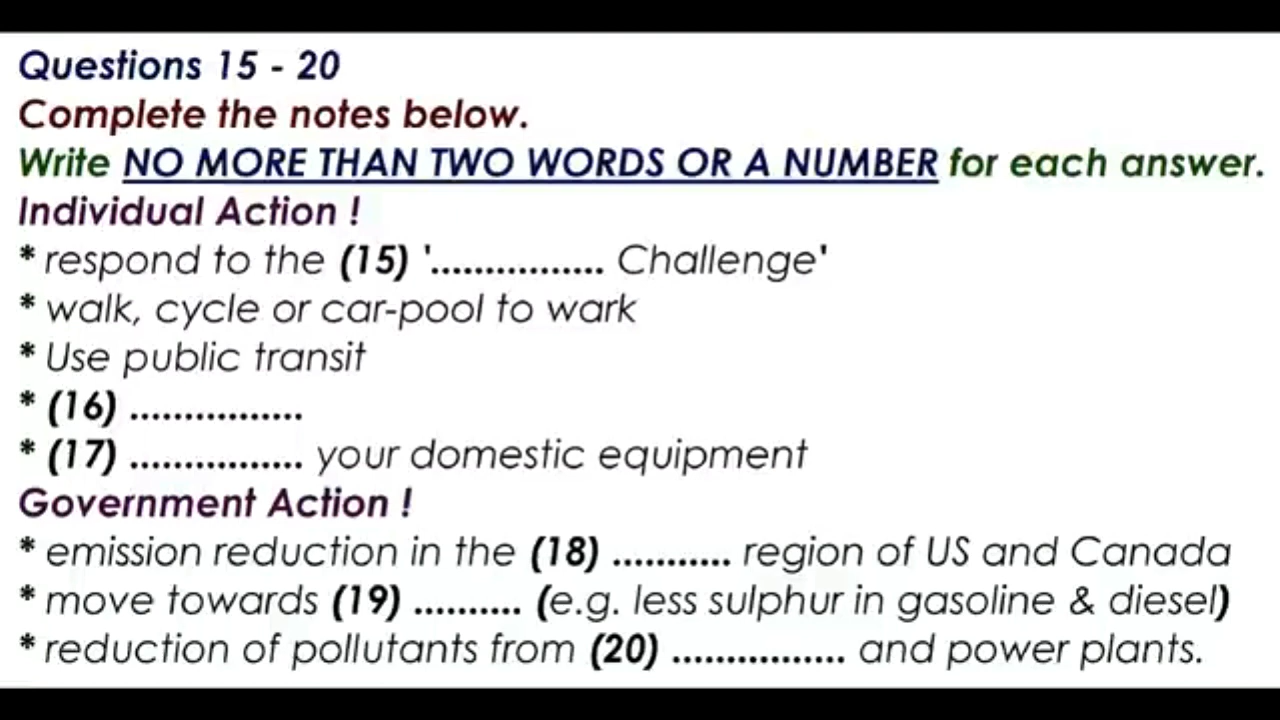 Questions 15 - 20
Complete the notes below.
Write NO MORE THAN TWO WORDS OR A NUMBER for each answer.
Individual Action !
* respond to the (15) '................ Challenge'
* walk, cycle or car-pool to wark
* Use public transit
* (16) ................
* (17) ................ your domestic equipment
Government Action !
* emission reduction in the (18) ........... region of US and Canada
* move towards (19) .......... (e.g. less sulphur in gasoline & diesel)
* reduction of pollutants from (20) ................ and power plants.